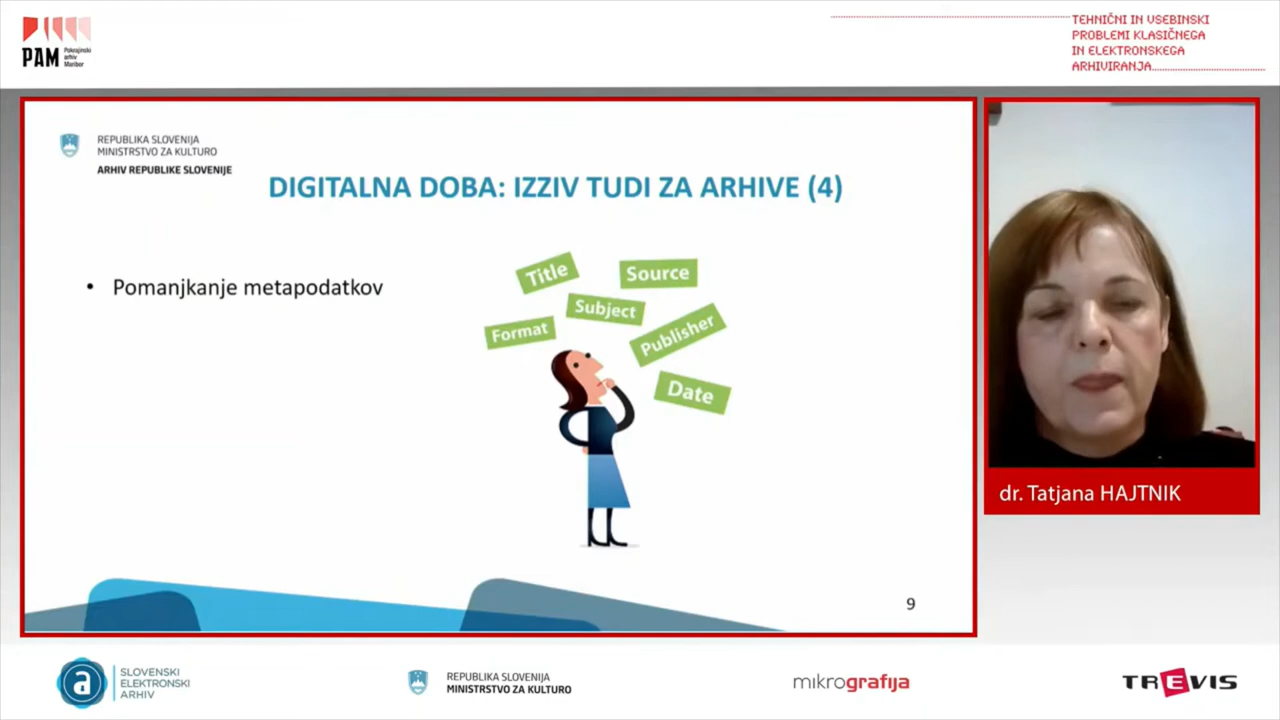 PAM
Pokrajinski
arhiv
Maribor
TEHNIČNI IN VSEBINSKI
PROBLEMI KLASIČNEGA
IN ELEKTRONSKEGA
ARHIVIRANJA
REPUBLIKA SLOVENIJA
MINISTRSTVO ZA KULTURO
ARHIV REPUBLIKE SLOVENIJE
DIGITALNA DOBA: IZZIV TUDI ZA ARHIVE (4)
• Pomanjkanje metapodatkov
Title
Source
Subject
Format
Publisher
Date
9
dr. Tatjana HAJTNIK
a
SLOVENSKI
ELEKTRONSKI
ARHIV
REPUBLIKA SLOVENIJA
MINISTRSTVO ZA KULTURO
mikrografija
TREVIS